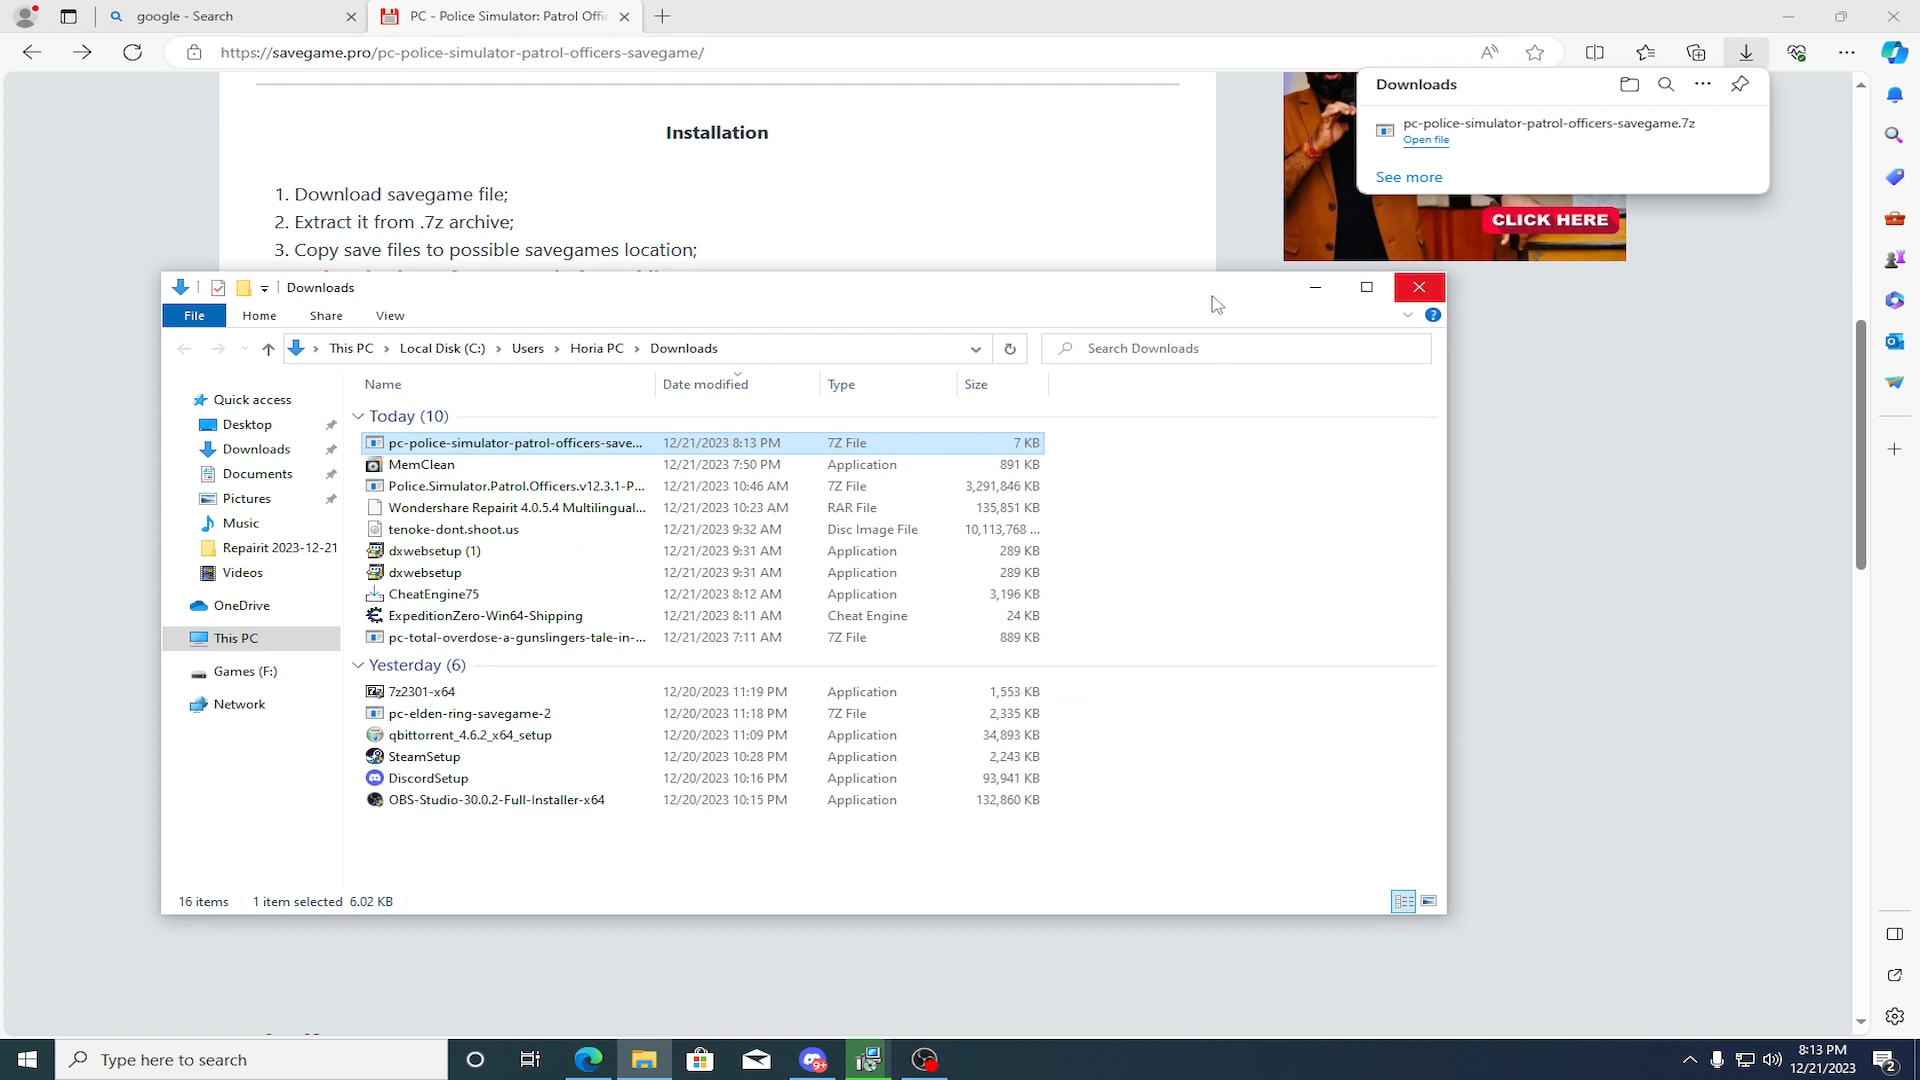 google - Search
PC - Police Simulator: Patrol Offic
https://savegame.pro/pc-police-simulator-patrol-officers-savegame/
Downloads
pc-police-simulator-patrol-officers-savegame.7z
Open file
See more
CLICK HERE
Installation
1. Download savegame file;
2. Extract it from .7z archive;
3. Copy save files to possible savegames location;
Downloads
File
Home
Share
View
This PC
Local Disk (C:)
Users
Horia PC
Downloads
Search Downloads
Name
Date modified
Type
Size
Quick access
Desktop
Downloads
Documents
Pictures
Music
Repairit 2023-12-21
Videos
OneDrive
This PC
Games (F:)
Network
Today (10)
pc-police-simulator-patrol-officers-save... 12/21/2023 8:13 PM 7Z File 7 KB
MemClean 12/21/2023 7:50 PM Application 891 KB
Police.Simulator.Patrol.Officers.v12.3.1-P... 12/21/2023 10:46 AM 7Z File 3,291,846 KB
Wondershare Repairit 4.0.5.4 Multilingual... 12/21/2023 10:23 AM RAR File 135,851 KB
tenoke-dont.shoot.us 12/21/2023 9:32 AM Disc Image File 10,113,768 ...
dxwebsetup (1) 12/21/2023 9:31 AM Application 289 KB
dxwebsetup 12/21/2023 9:31 AM Application 289 KB
CheatEngine75 12/21/2023 8:12 AM Application 3,196 KB
ExpeditionZero-Win64-Shipping 12/21/2023 8:11 AM Cheat Engine 24 KB
pc-total-overdose-a-gunslingers-tale-in-... 12/21/2023 7:11 AM 7Z File 889 KB
Yesterday (6)
7z2301-x64 12/20/2023 11:19 PM Application 1,553 KB
pc-elden-ring-savegame-2 12/20/2023 11:18 PM 7Z File 2,335 KB
qbittorrent_4.6.2_x64_setup 12/20/2023 11:09 PM Application 34,893 KB
SteamSetup 12/20/2023 10:28 PM Application 2,243 KB
DiscordSetup 12/20/2023 10:16 PM Application 93,941 KB
OBS-Studio-30.0.2-Full-Installer-x64 12/20/2023 10:15 PM Application 132,860 KB
16 items 1 item selected 6.02 KB
Type here to search
9+
8:13 PM
12/21/2023
2